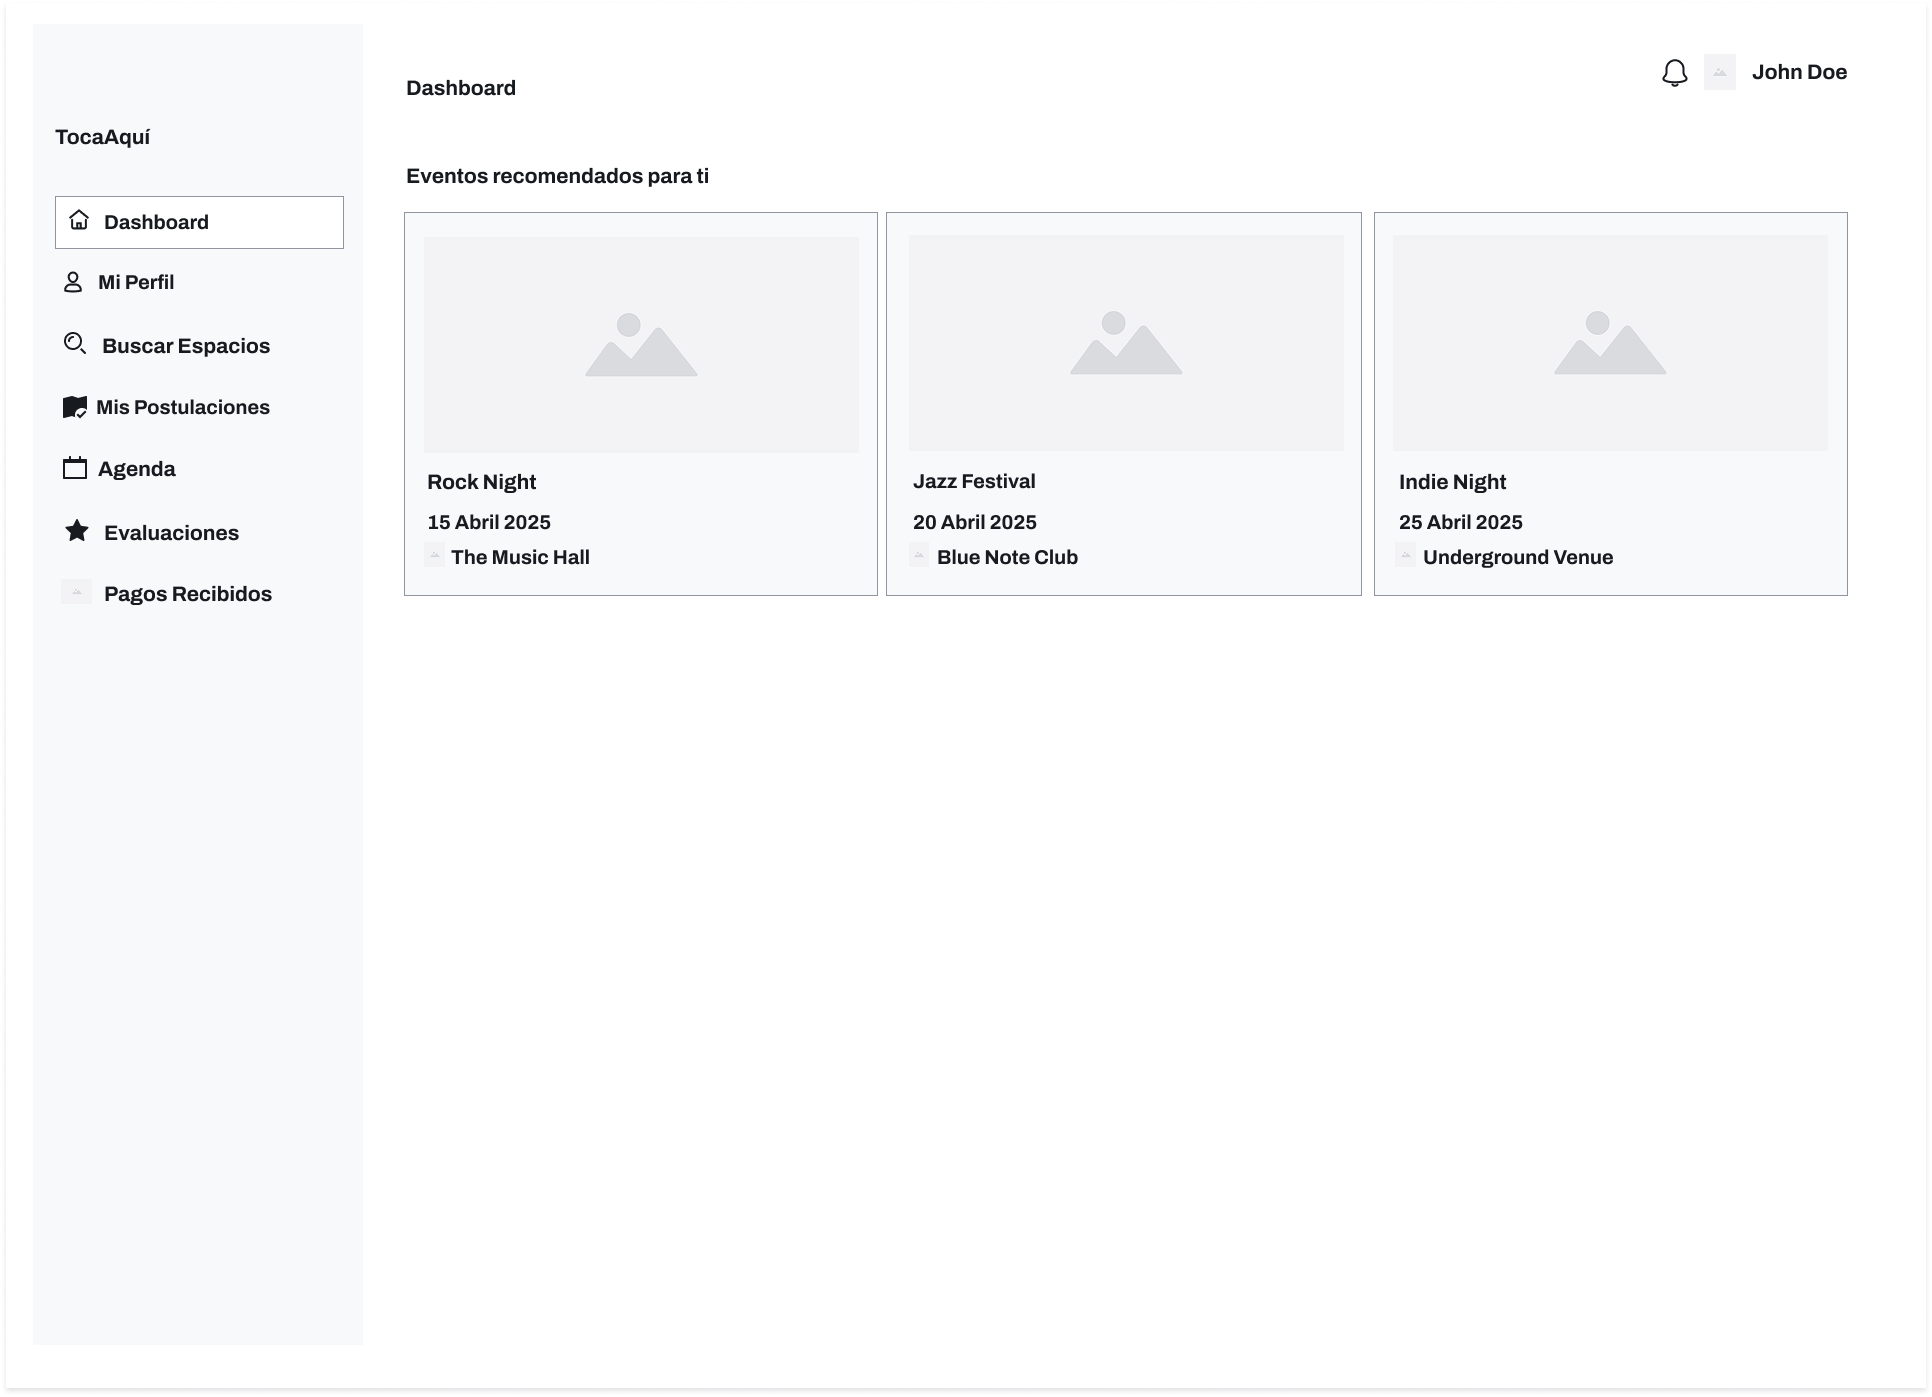 TocaAquí
Dashboard
Mi Perfil
Buscar Espacios
Mis Postulaciones
Agenda
Evaluaciones
Pagos Recibidos
Dashboard
John Doe
Eventos recomendados para ti
Rock Night
15 Abril 2025
The Music Hall
Jazz Festival
20 Abril 2025
Blue Note Club
Indie Night
25 Abril 2025
Underground Venue